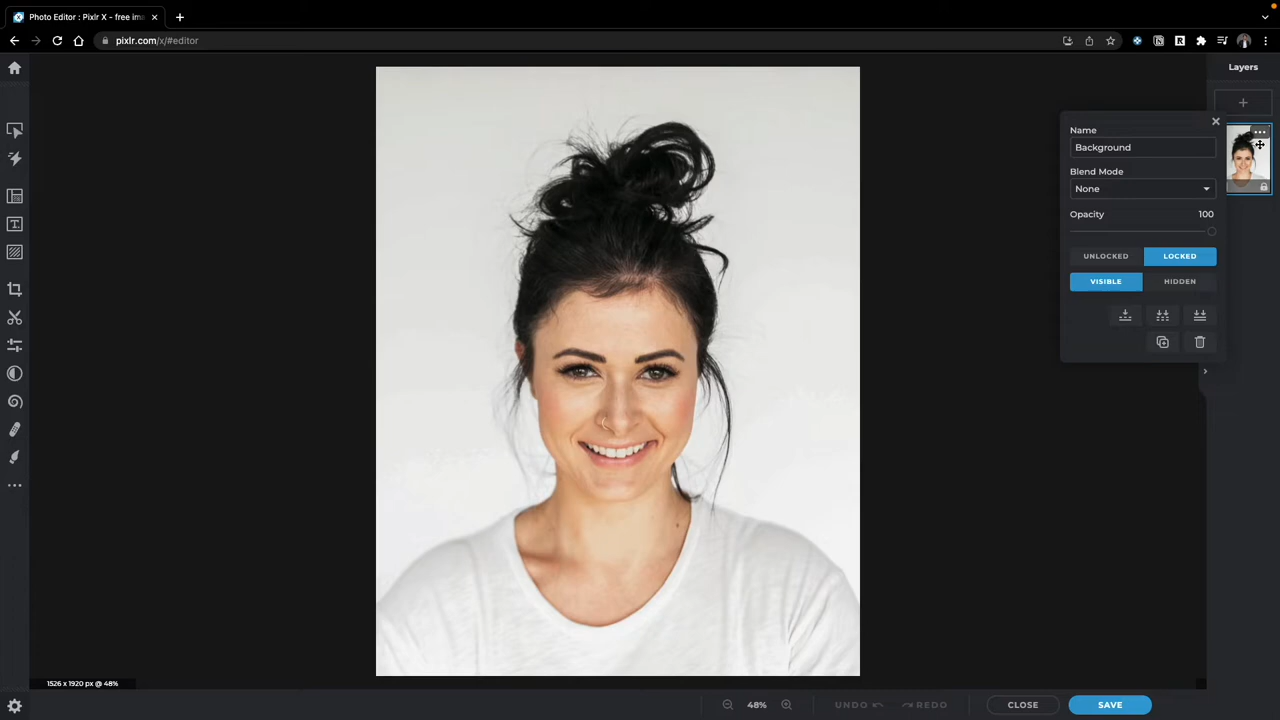 Photo Editor : Pixlr X - free ima
pixlr.com/x/#editor
Layers
Name
Background
Blend Mode
None
Opacity 100
UNLOCKED LOCKED
VISIBLE HIDDEN
1526 x 1920 px @ 48%
48% UNDO REDO CLOSE SAVE